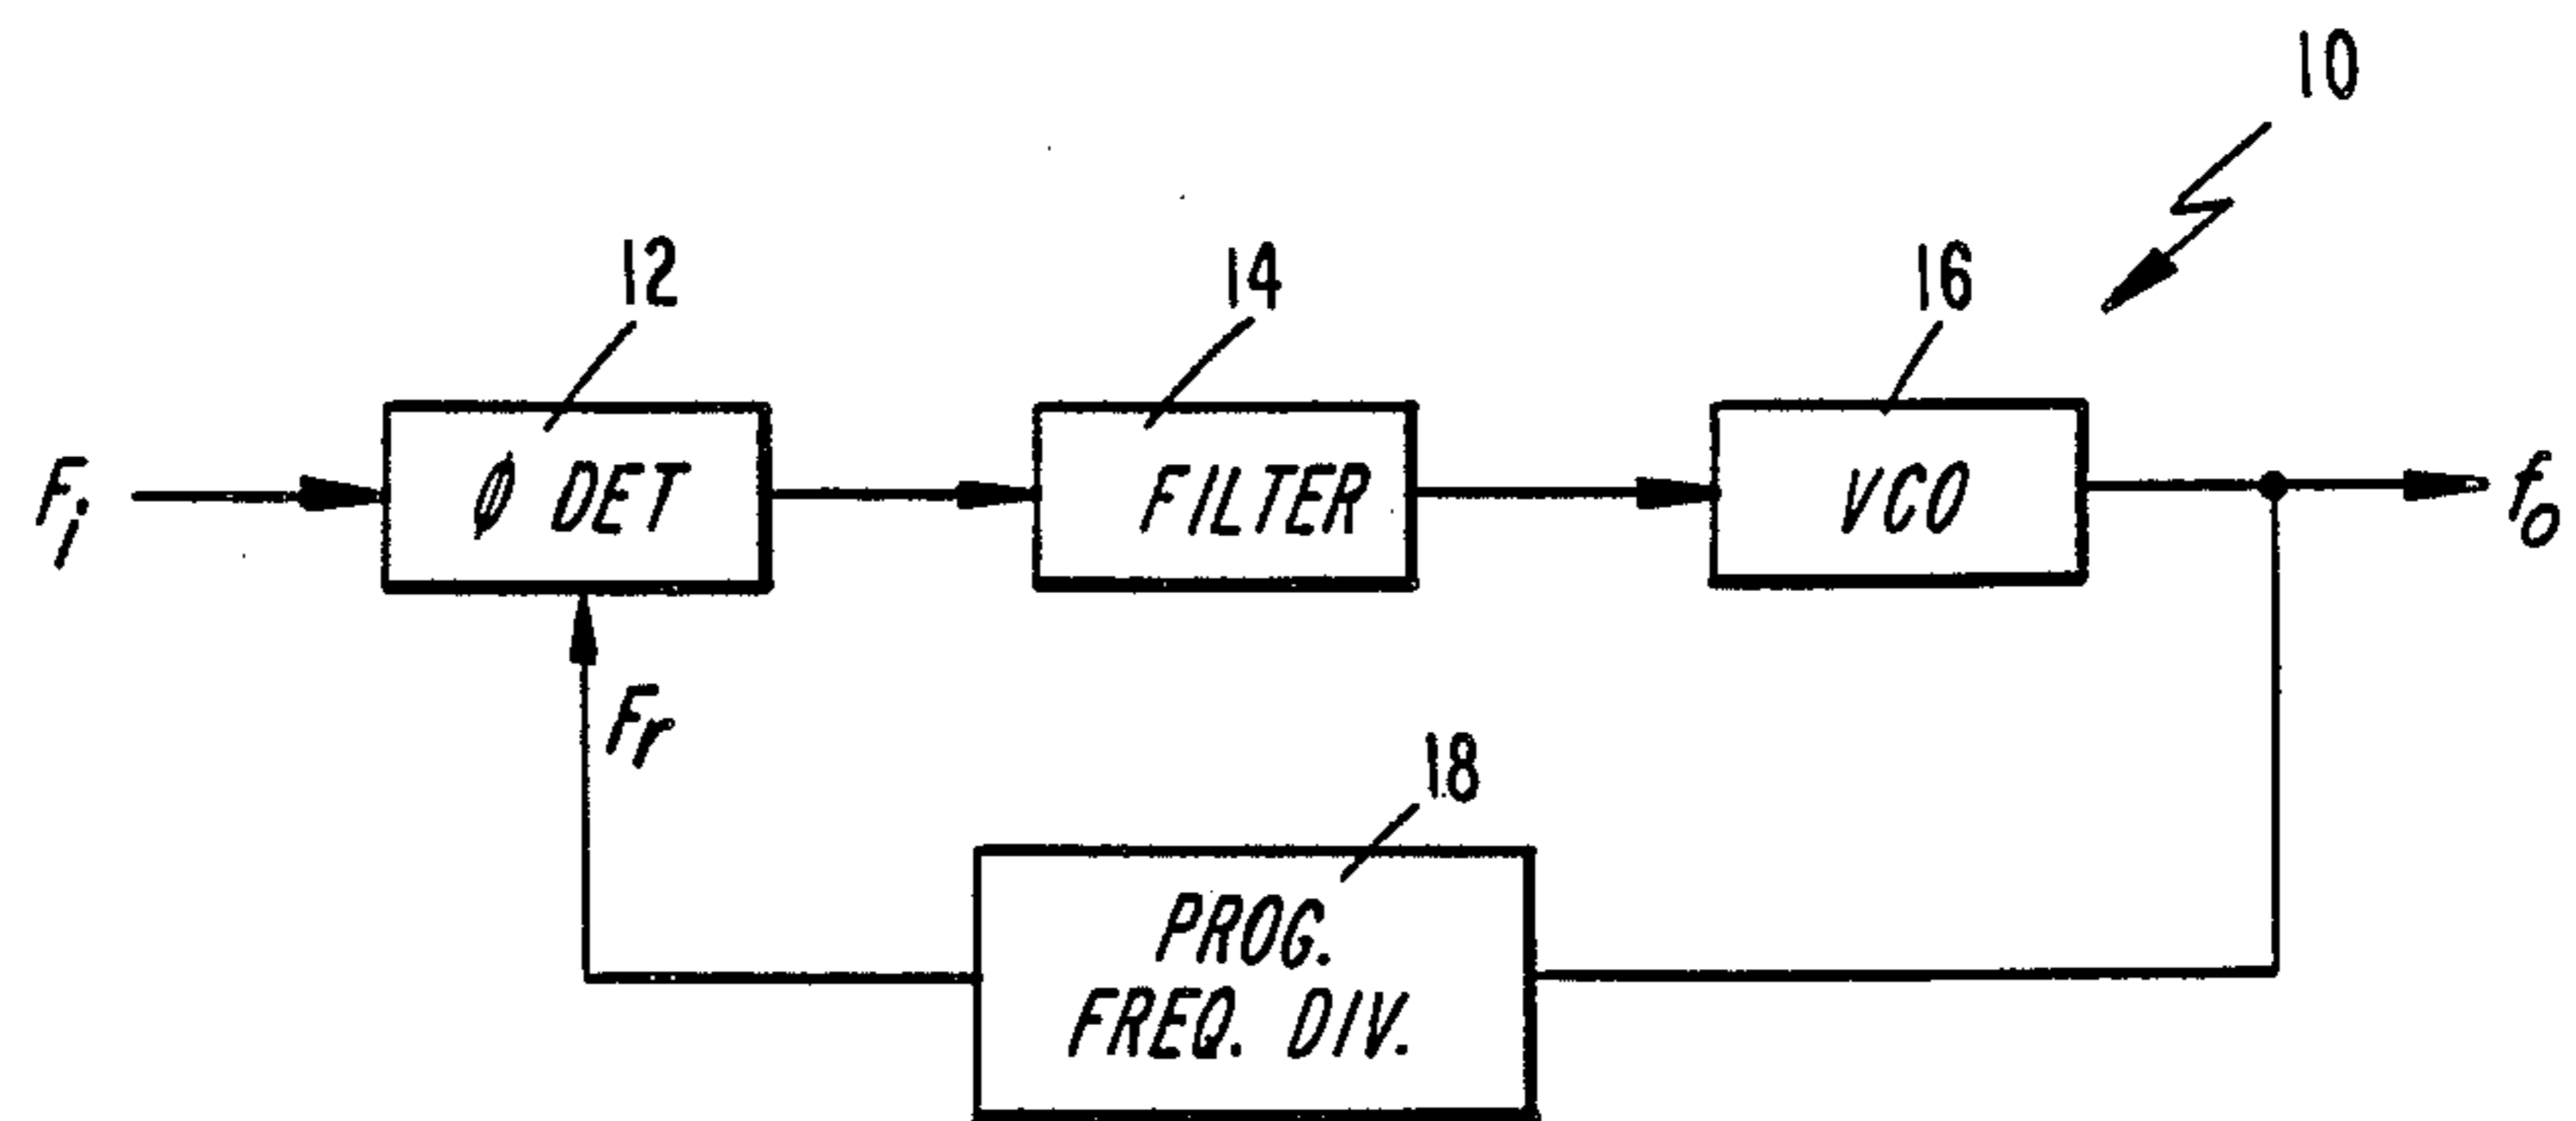 10
12
14
16
Fi
φ DET
FILTER
VCO
fo
Fr
18
PROG.
FREQ. DIV.